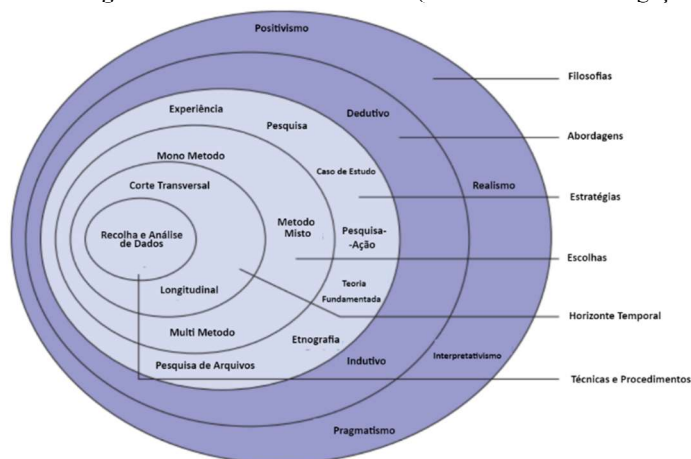 Positivismo
Filosofias
Experiência
Dedutivo
Pesquisa
Abordagens
Mono Metodo
Caso de Estudo
Corte Transversal
Realismo
Estratégias
Metodo
Misto
Pesquisa-
-Ação
Recolha e Análise
de Dados
Escolhas
Longitudinal
Teoria
Fundamentada
Horizonte Temporal
Multi Metodo
Etnografia
Interpretativismo
Pesquisa de Arquivos
Indutivo
Técnicas e Procedimentos
Pragmatismo